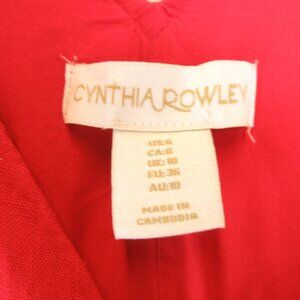 CYNTHIA ROWLEY
US:6
CA:6
UK:10
EU:36
AU:10
MADE IN
CAMBODIA